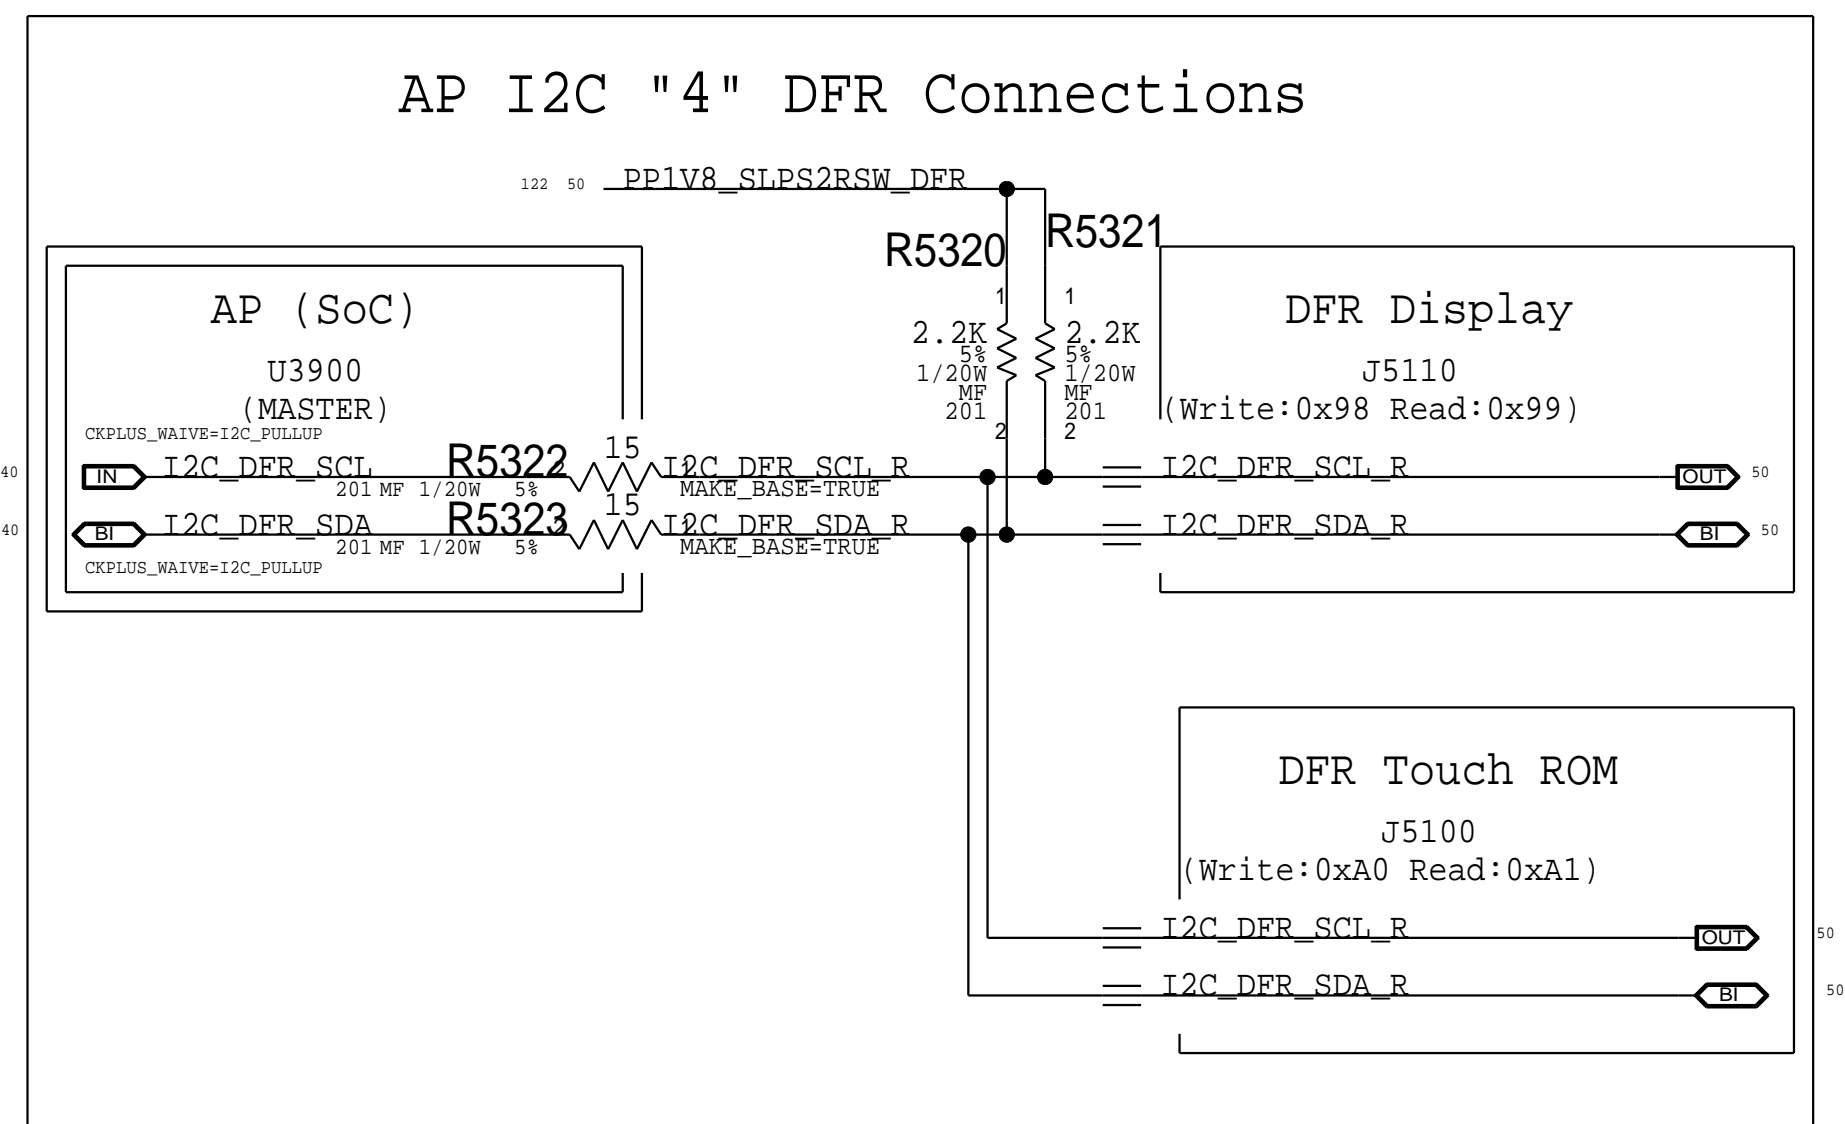 AP I2C "4" DFR Connections
122 50 PP1V8_SLPS2RSW_DFR
R5320
R5321
1
1
2.2K
5%
1/20W
MF
201
2
2.2K
5%
1/20W
MF
201
2
AP (SoC)
U3900
(MASTER)
CKPLUS_WAIVE=I2C_PULLUP
40 IN I2C_DFR_SCL R5322 2 15 1 I2C_DFR_SCL_R
201 MF 1/20W 5% MAKE_BASE=TRUE
40 BI I2C_DFR_SDA R5323 2 15 1 I2C_DFR_SDA_R
201 MF 1/20W 5% MAKE_BASE=TRUE
CKPLUS_WAIVE=I2C_PULLUP
DFR Display
J5110
(Write:0x98 Read:0x99)
I2C_DFR_SCL_R OUT 50
I2C_DFR_SDA_R BI 50
DFR Touch ROM
J5100
(Write:0xA0 Read:0xA1)
I2C_DFR_SCL_R OUT 50
I2C_DFR_SDA_R BI 50